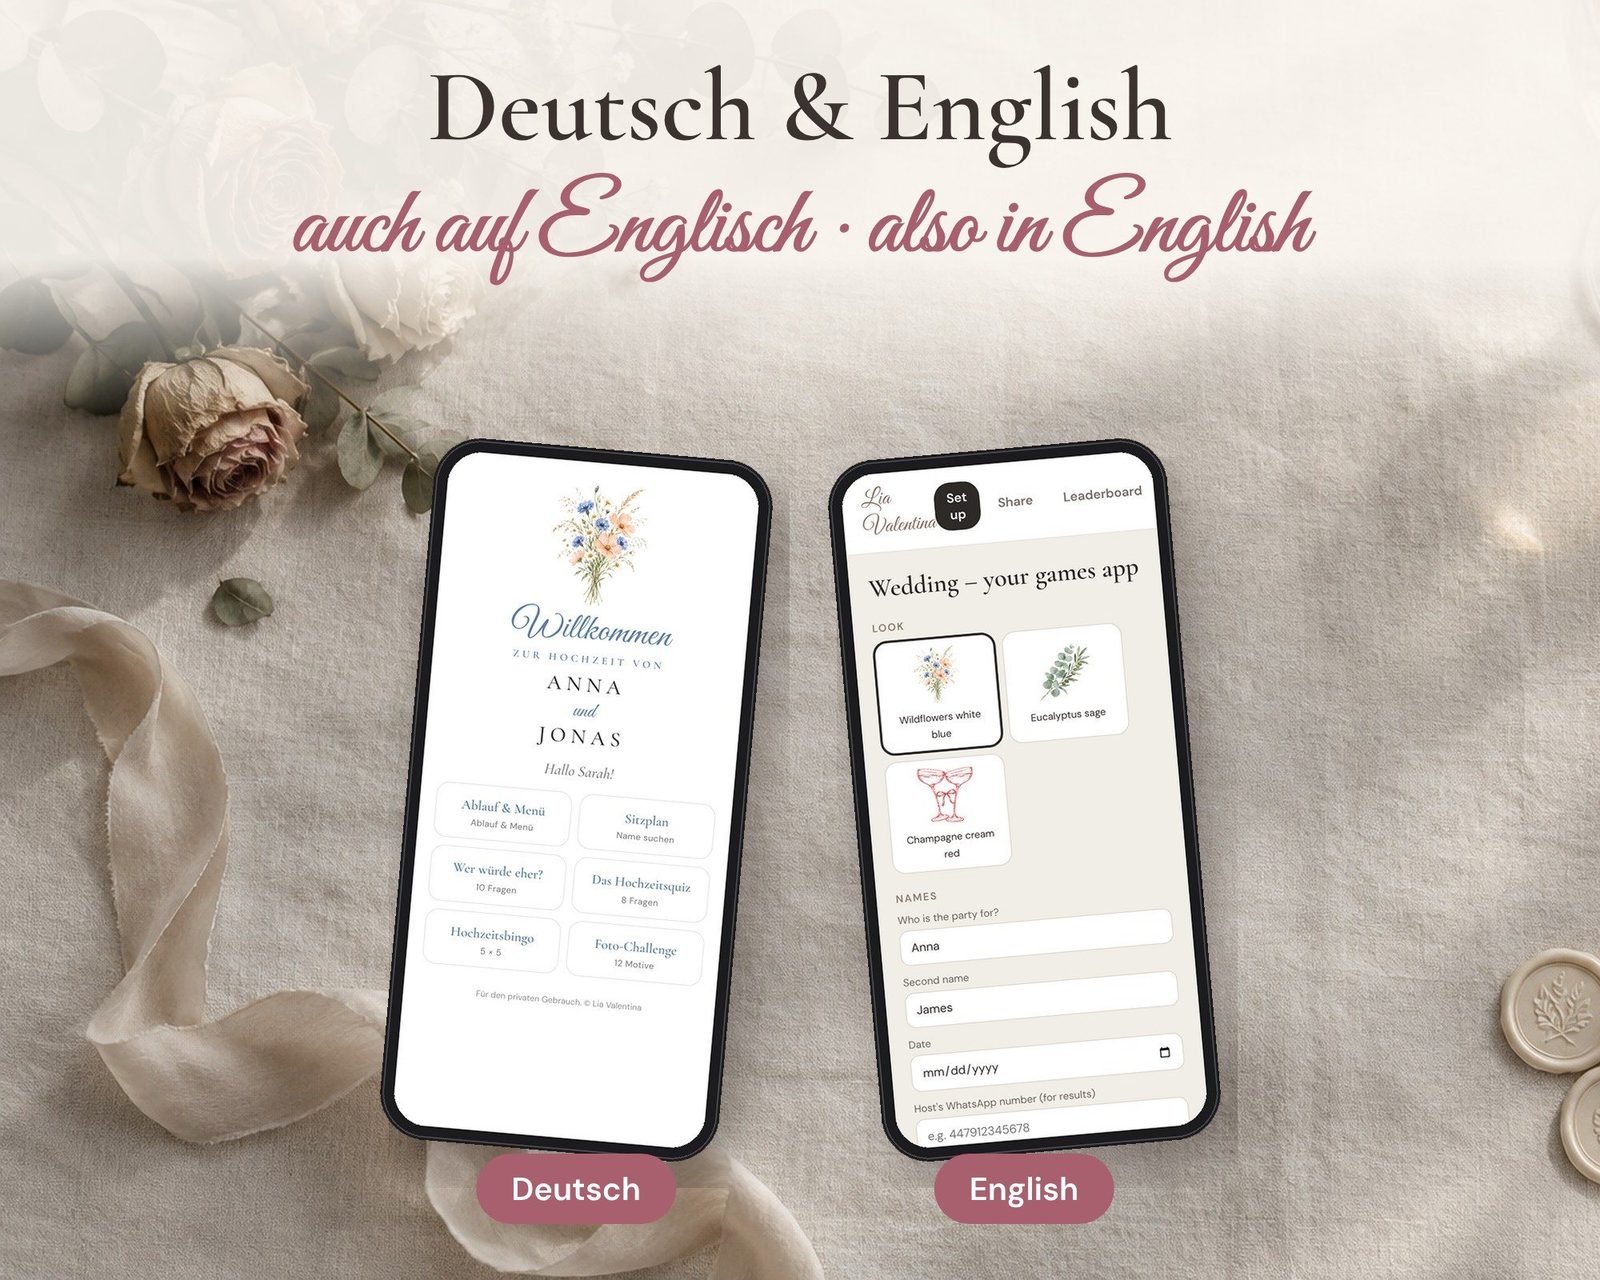 Deutsch & English
auch auf Englisch · also in English
Willkommen
ZUR HOCHZEIT VON
ANNA
und
JONAS
Hallo Sarah!
Ablauf & Menü
Ablauf & Menü
Sitzplan
Name suchen
Wer würde eher?
10 Fragen
Das Hochzeitsquiz
8 Fragen
Hochzeitsbingo
5 × 5
Foto-Challenge
12 Motive
Für den privaten Gebrauch. © Lia Valentina
Deutsch
Lia
Valentina
Set
up
Share
Leaderboard
Wedding – your games app
LOOK
Wildflowers white
blue
Eucalyptus sage
Champagne cream
red
NAMES
Who is the party for?
Anna
Second name
James
Date
mm/dd/yyyy
Host's WhatsApp number (for results)
e.g. 447912345678
English